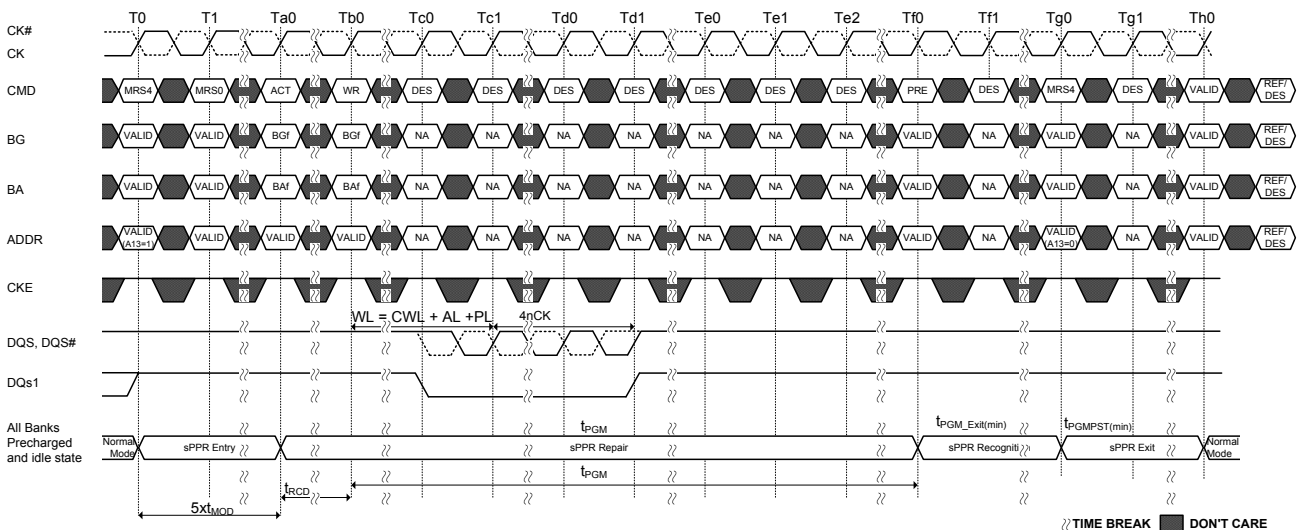 T0 T1 Ta0 Tb0 Tc0 Tc1 Td0 Td1 Te0 Te1 Te2 Tf0 Tf1 Tg0 Tg1 Th0
CK#
CK
CMD MRS4 MRS0 ACT WR DES DES DES DES DES DES DES PRE DES MRS4 DES VALID REF/DES
BG VALID VALID BGf BGf NA NA NA NA NA NA NA VALID NA VALID NA VALID REF/DES
BA VALID VALID BAf BAf NA NA NA NA NA NA NA VALID NA VALID NA VALID REF/DES
ADDR VALID (A13=1) VALID VALID VALID NA NA NA NA NA NA NA VALID NA VALID (A13=0) NA VALID REF/DES
CKE
WL = CWL + AL +PL 4nCK
DQS, DQS#
DQs1
All Banks
Precharged
and idle state
tPGM tPGM_Exit(min) tPGMPST(min)
Normal Mode sPPR Entry sPPR Repair sPPR Recogniti sPPR Exit Normal Mode
tRCD tPGM
5xtMOD
TIME BREAK DON'T CARE